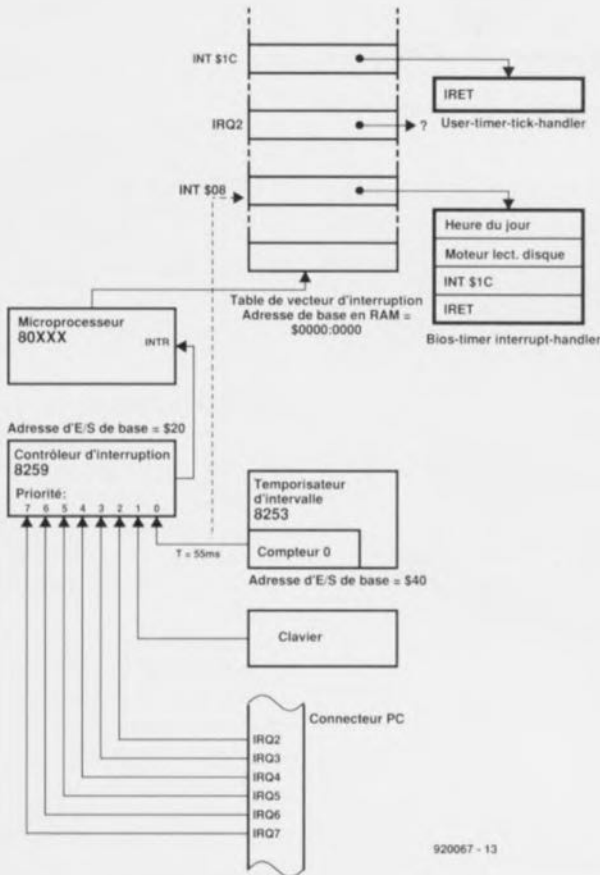 INT $1C
IRET
User-timer-tick-handler
IRQ2
?
INT $08
Heure du jour
Moteur lect. disque
INT $1C
IRET
Bios-timer interrupt-handler
Table de vecteur d'interruption
Adresse de base en RAM =
$0000:0000
Microprocesseur
80XXX
INTR
Adresse d'E/S de base = $20
Contrôleur d'interruption
8259
Priorité:
7 6 5 4 3 2 1 0
T = 55ms
Temporisateur
d'intervalle
8253
Compteur 0
Adresse d'E/S de base = $40
Clavier
Connecteur PC
IRQ2
IRQ3
IRQ4
IRQ5
IRQ6
IRQ7
920067 - 13